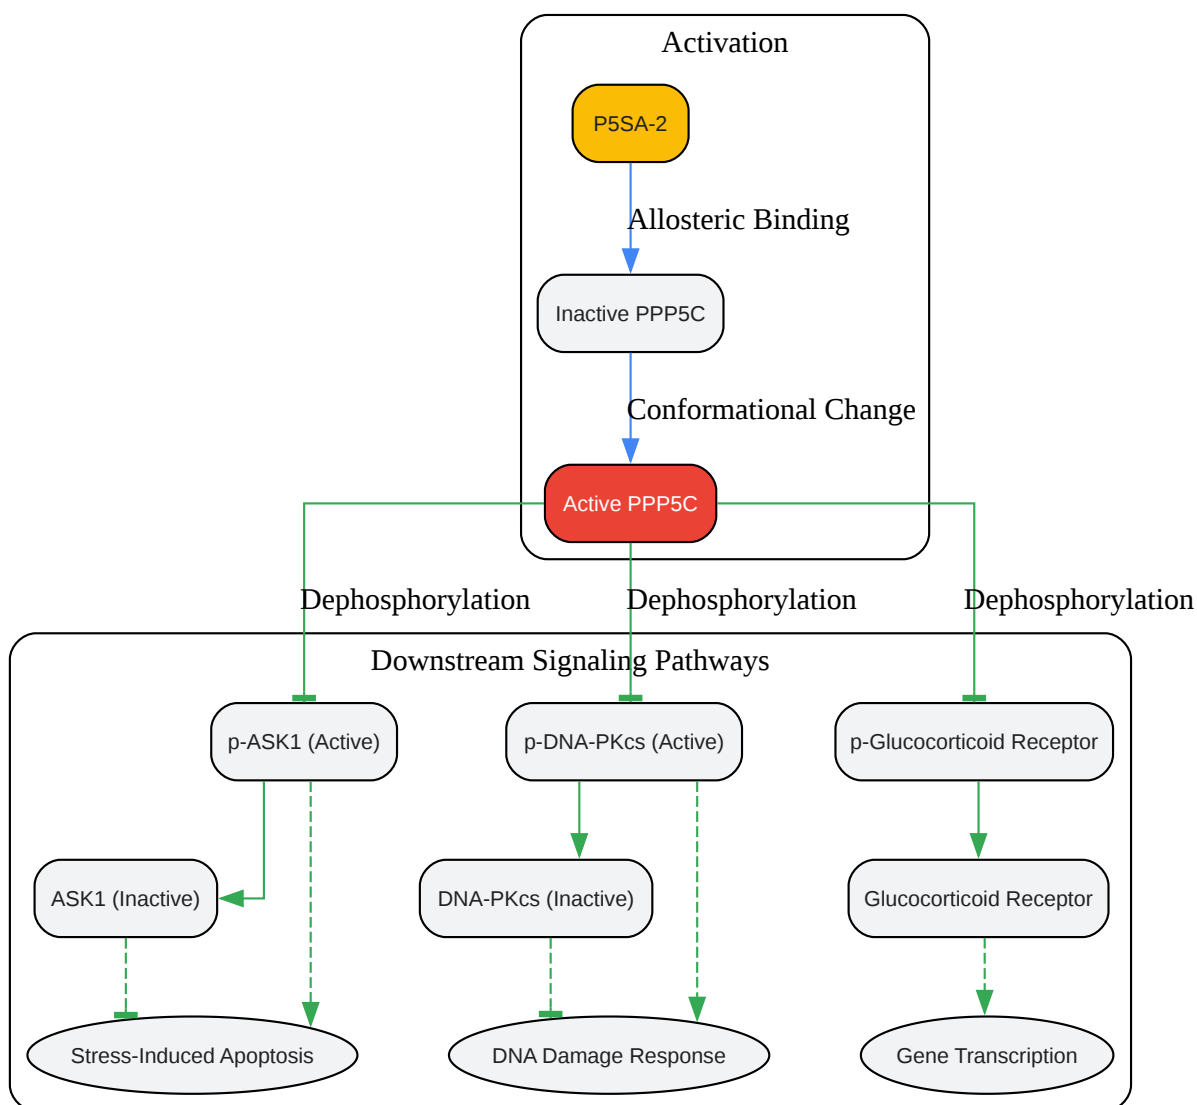 Activation
P5SA-2
Allosteric Binding
Inactive PPP5C
Conformational Change
Active PPP5C
Dephosphorylation
Dephosphorylation
Dephosphorylation
Downstream Signaling Pathways
p-ASK1 (Active)
p-DNA-PKcs (Active)
p-Glucocorticoid Receptor
ASK1 (Inactive)
DNA-PKcs (Inactive)
Glucocorticoid Receptor
Stress-Induced Apoptosis
DNA Damage Response
Gene Transcription